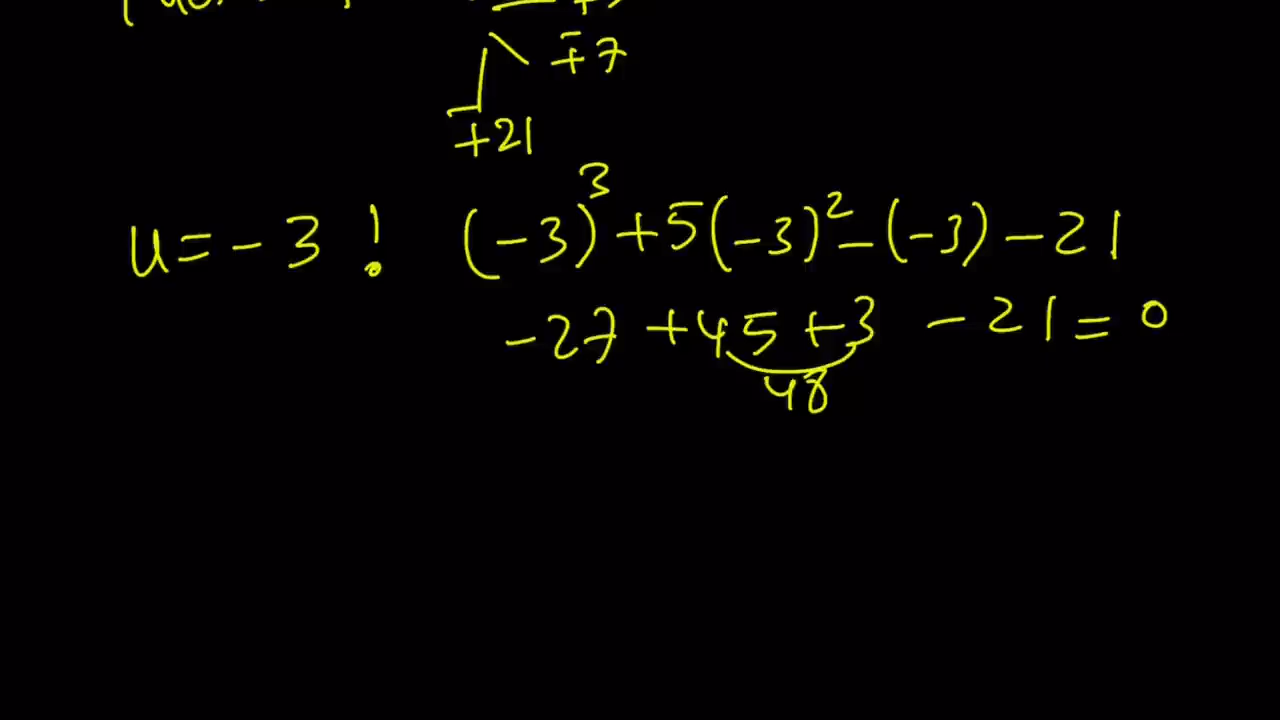 ∓7
+21
u = -3 ! (-3)³ + 5(-3)² - (-3) - 21
-27 + 45 + 3 - 21 = 0
48